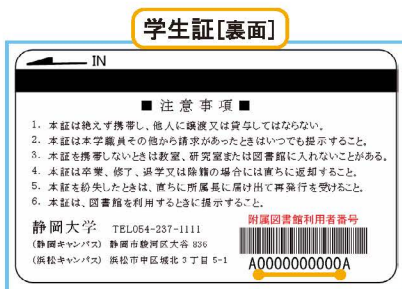 学生証[裏面]
IN
■注意事項■
1. 本証は絶えず携帯し、他人に譲渡又は貸与してはならない。
2. 本証は本学職員その他から請求があったときはいつでも提示すること。
3. 本証を携帯しないときは教室、研究室または図書館に入れないことがある。
4. 本証は卒業、修了、退学又は除籍の場合には直ちに返却すること。
5. 本証を紛失したときは、直ちに所属長に届け出て再発行を受けること。
6. 本証は、図書館を利用するときに提示すること。
附属図書館利用者番号
静岡大学 TEL054-237-1111
(静岡キャンパス) 静岡市駿河区大谷 836
(浜松キャンパス) 浜松市中区城北 3 丁目 5-1
A0000000000A